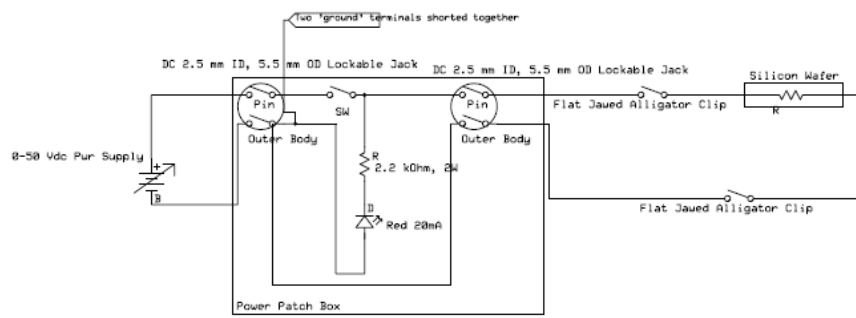 Two 'ground' terminals shorted together
DC 2.5 mm ID, 5.5 mm OD Lockable Jack
DC 2.5 mm ID, 5.5 mm OD Lockable Jack
Silicon Wafer
Pin
SW
Pin
Flat Jawed Alligator Clip
R
Outer Body
Outer Body
0-50 Vdc Pwr Supply
R
2.2 kOhm, 2W
+
B
D
Red 20mA
Flat Jawed Alligator Clip
Power Patch Box